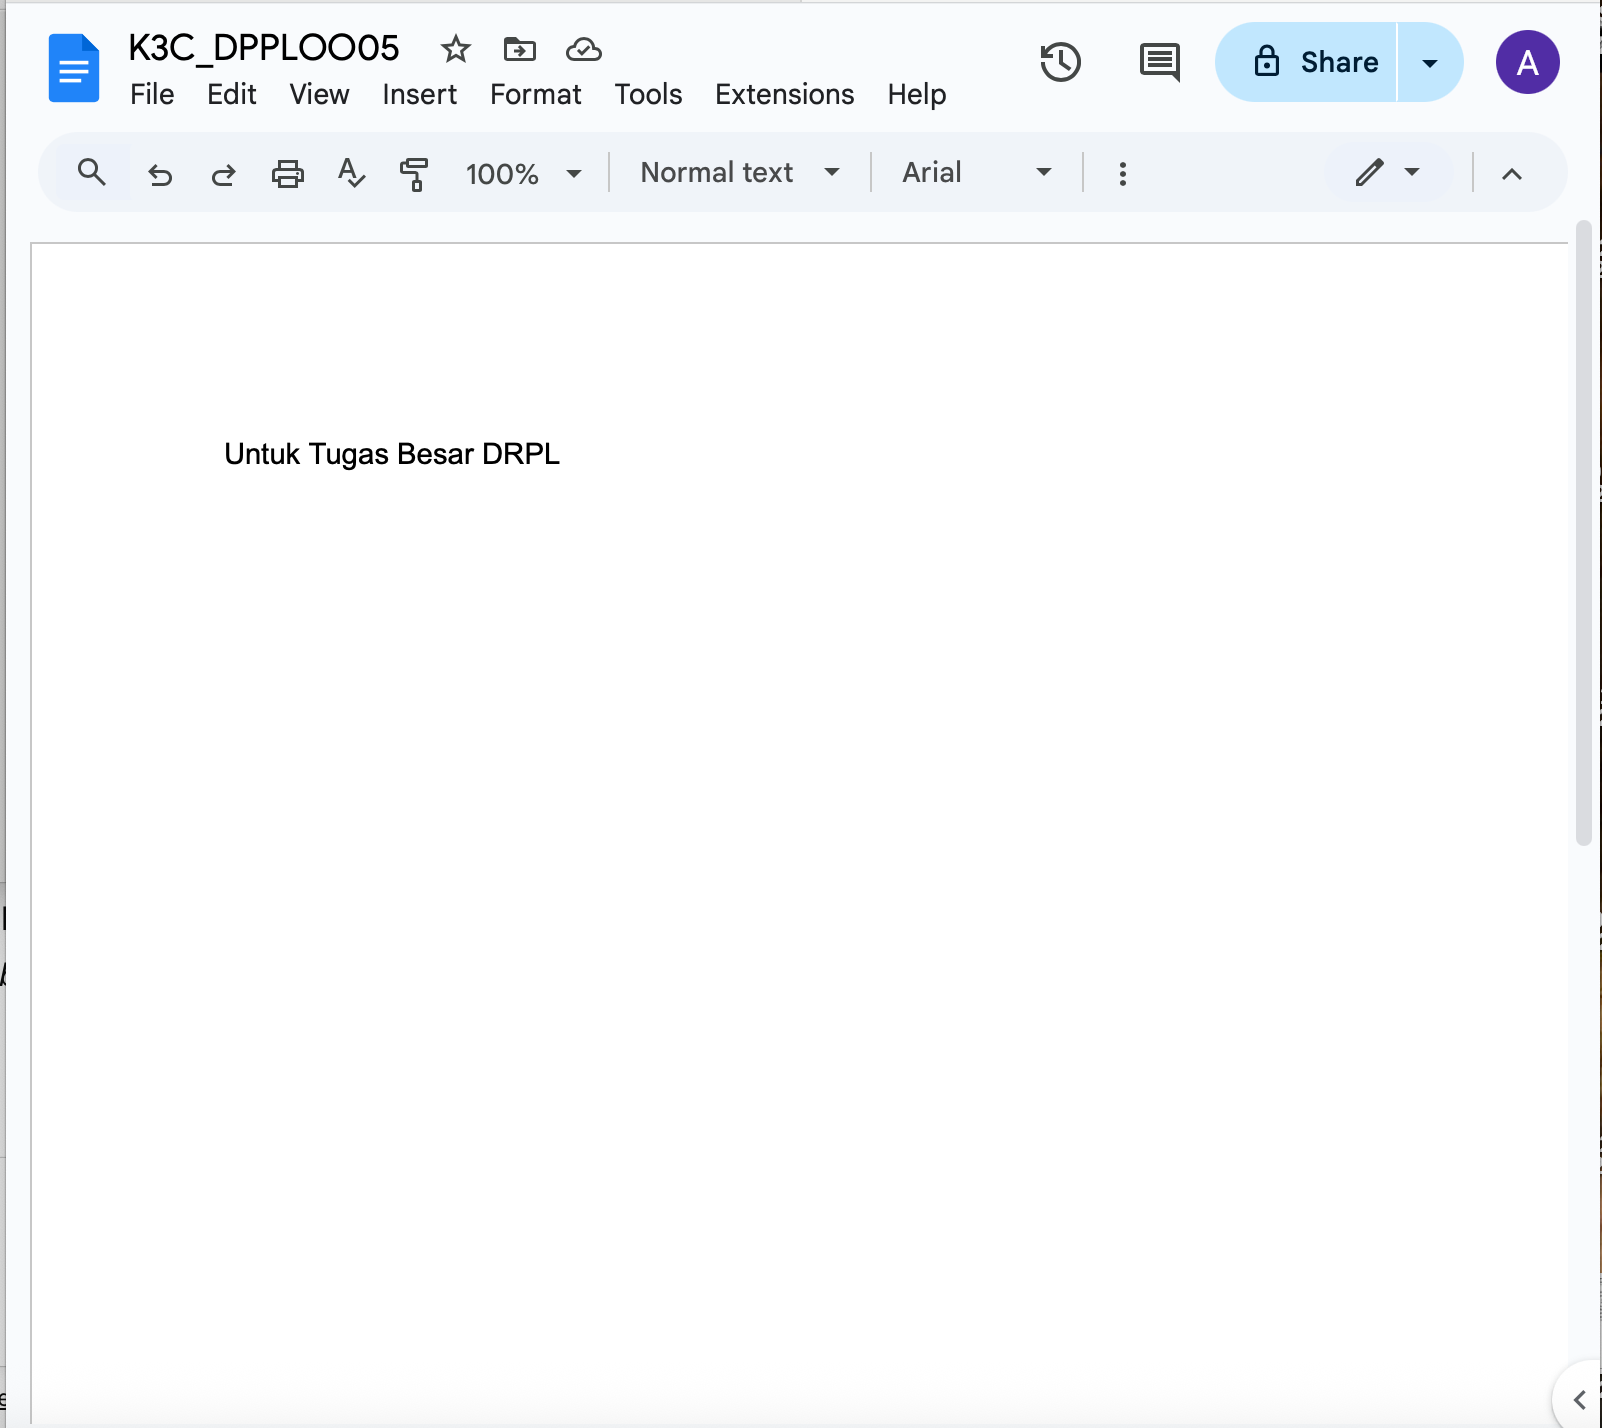 K3C_DPPLOO05
File Edit View Insert Format Tools Extensions Help
Share
A
100% Normal text Arial
Untuk Tugas Besar DRPL